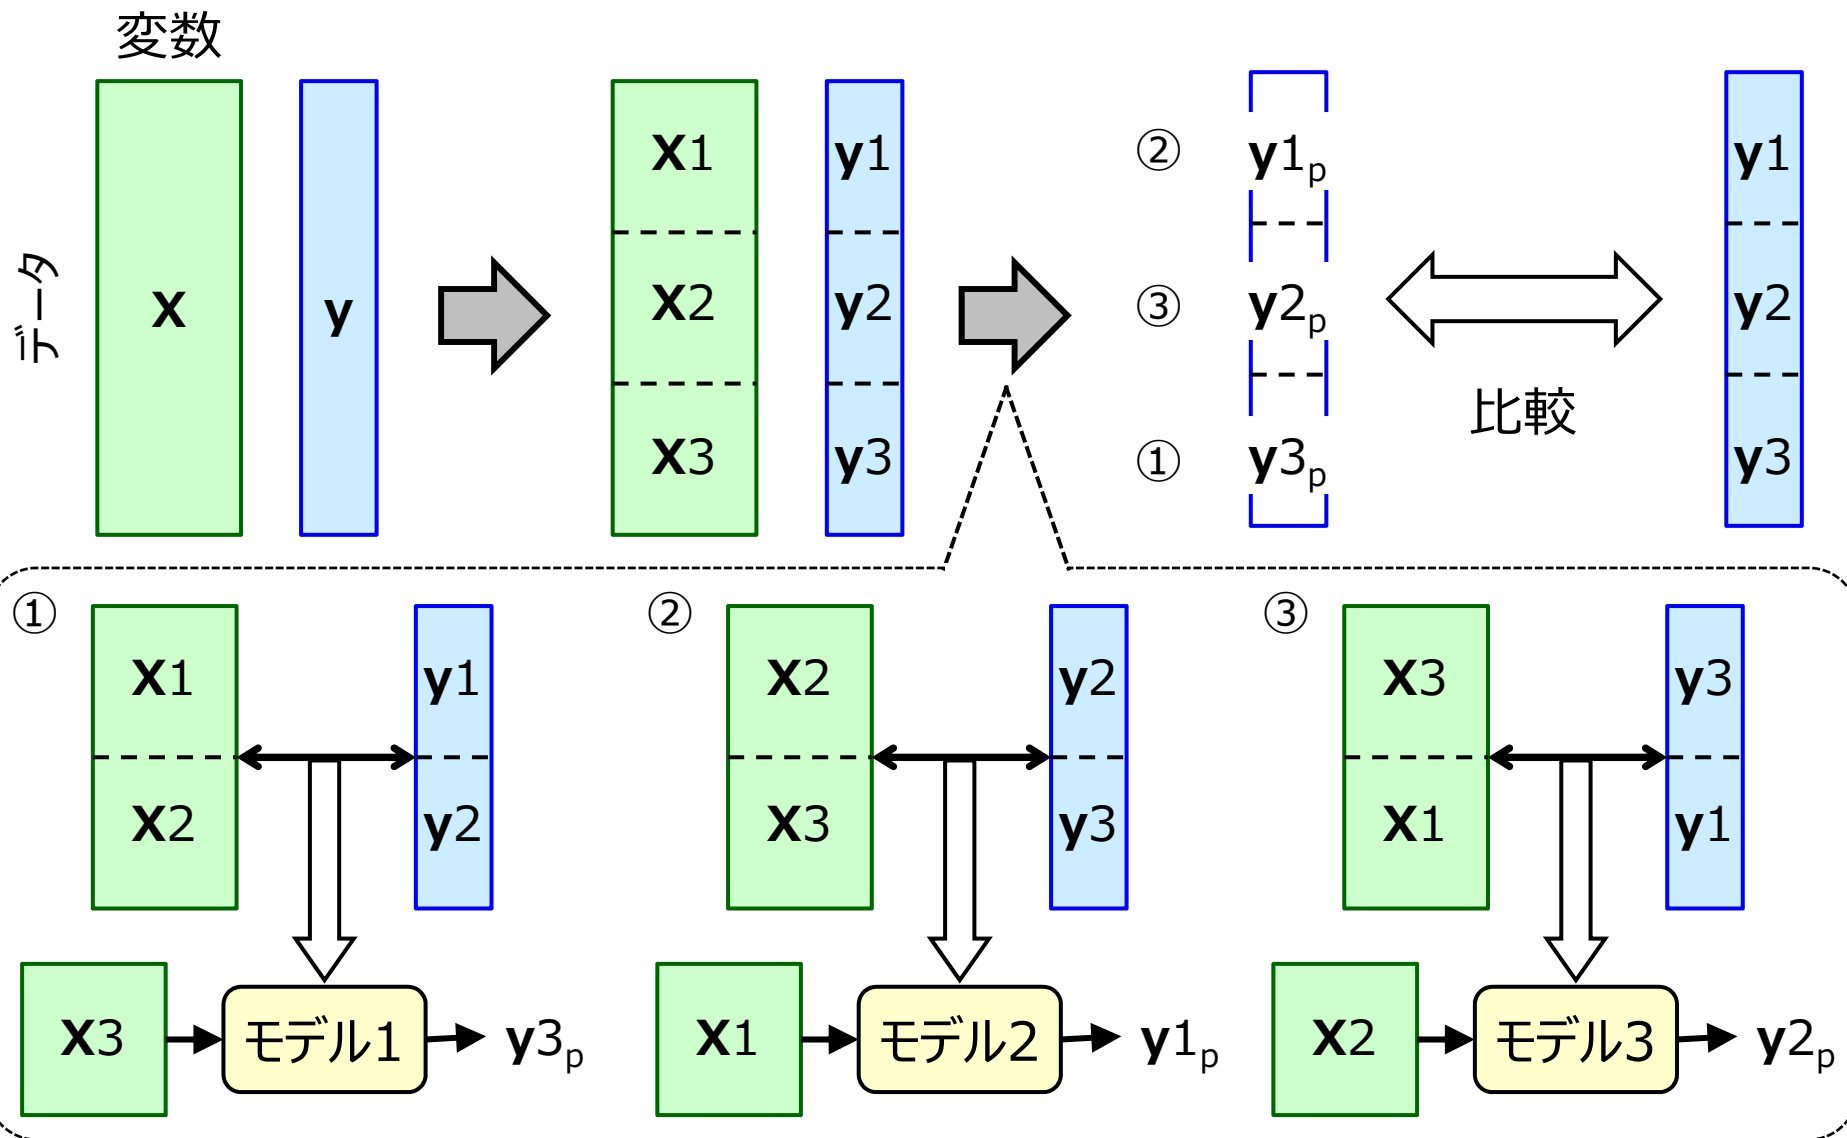 変数
データ
X
y
X1
X2
X3
y1
y2
y3
② y1p
③ y2p
① y3p
比較
y1
y2
y3
①
X1
X2
y1
y2
X3
モデル1
y3p
②
X2
X3
y2
y3
X1
モデル2
y1p
③
X3
X1
y3
y1
X2
モデル3
y2p